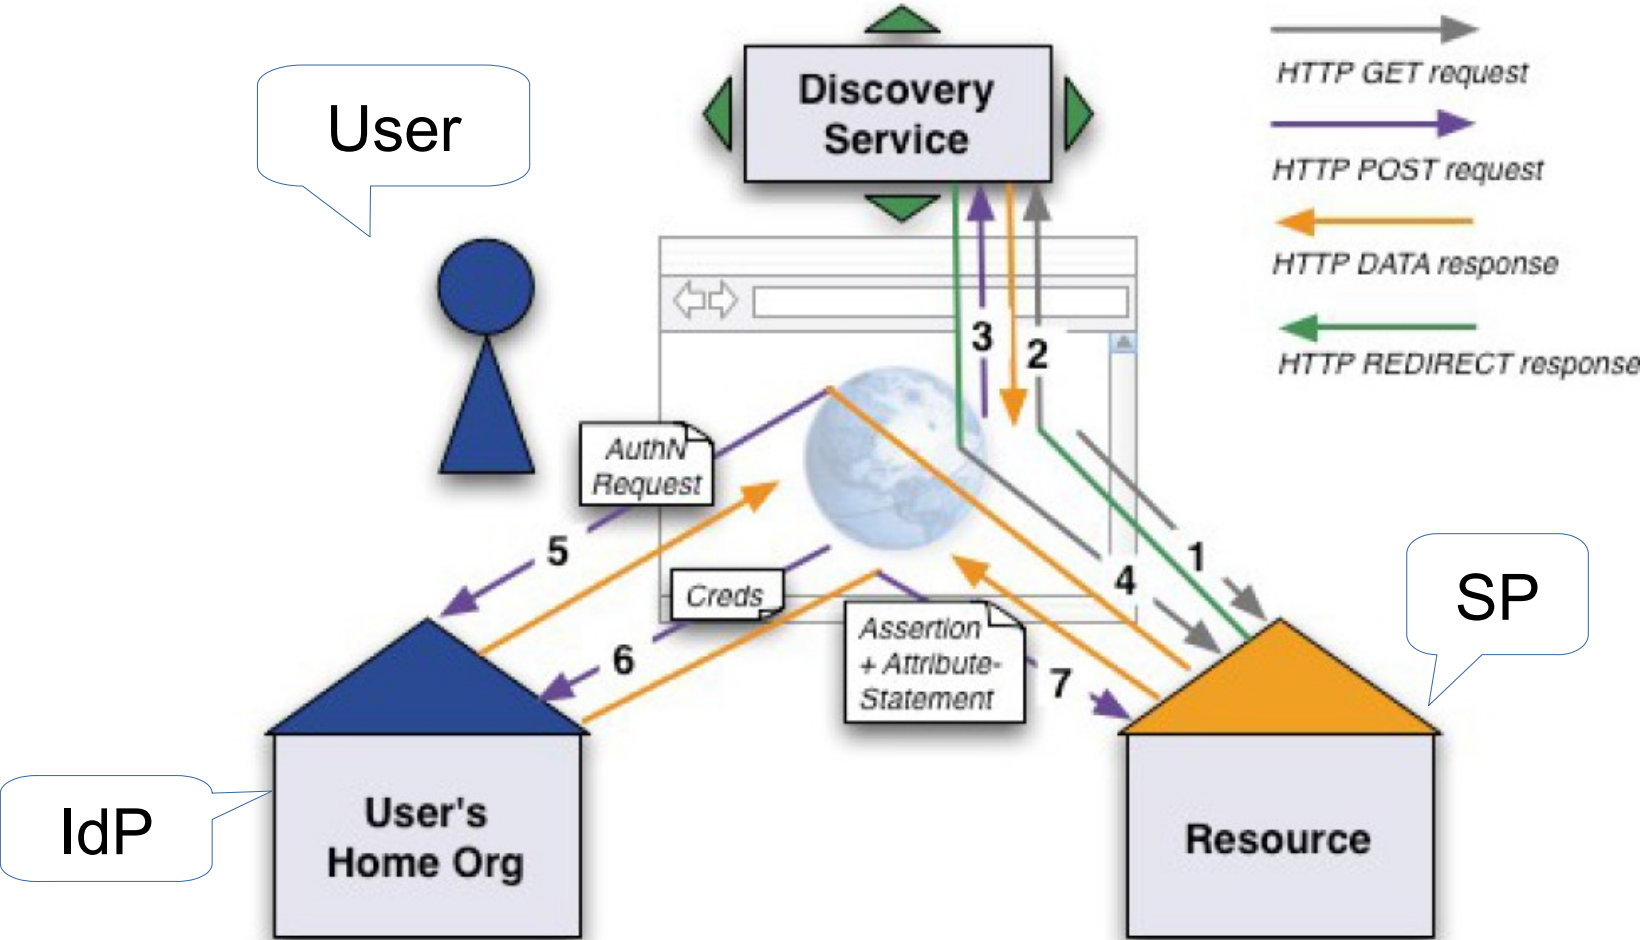 User
Discovery
Service
HTTP GET request
HTTP POST request
HTTP DATA response
HTTP REDIRECT response
3
2
AuthN
Request
5
1
4
Creds
6
Assertion
+ Attribute-
Statement
7
SP
IdP
User's
Home Org
Resource